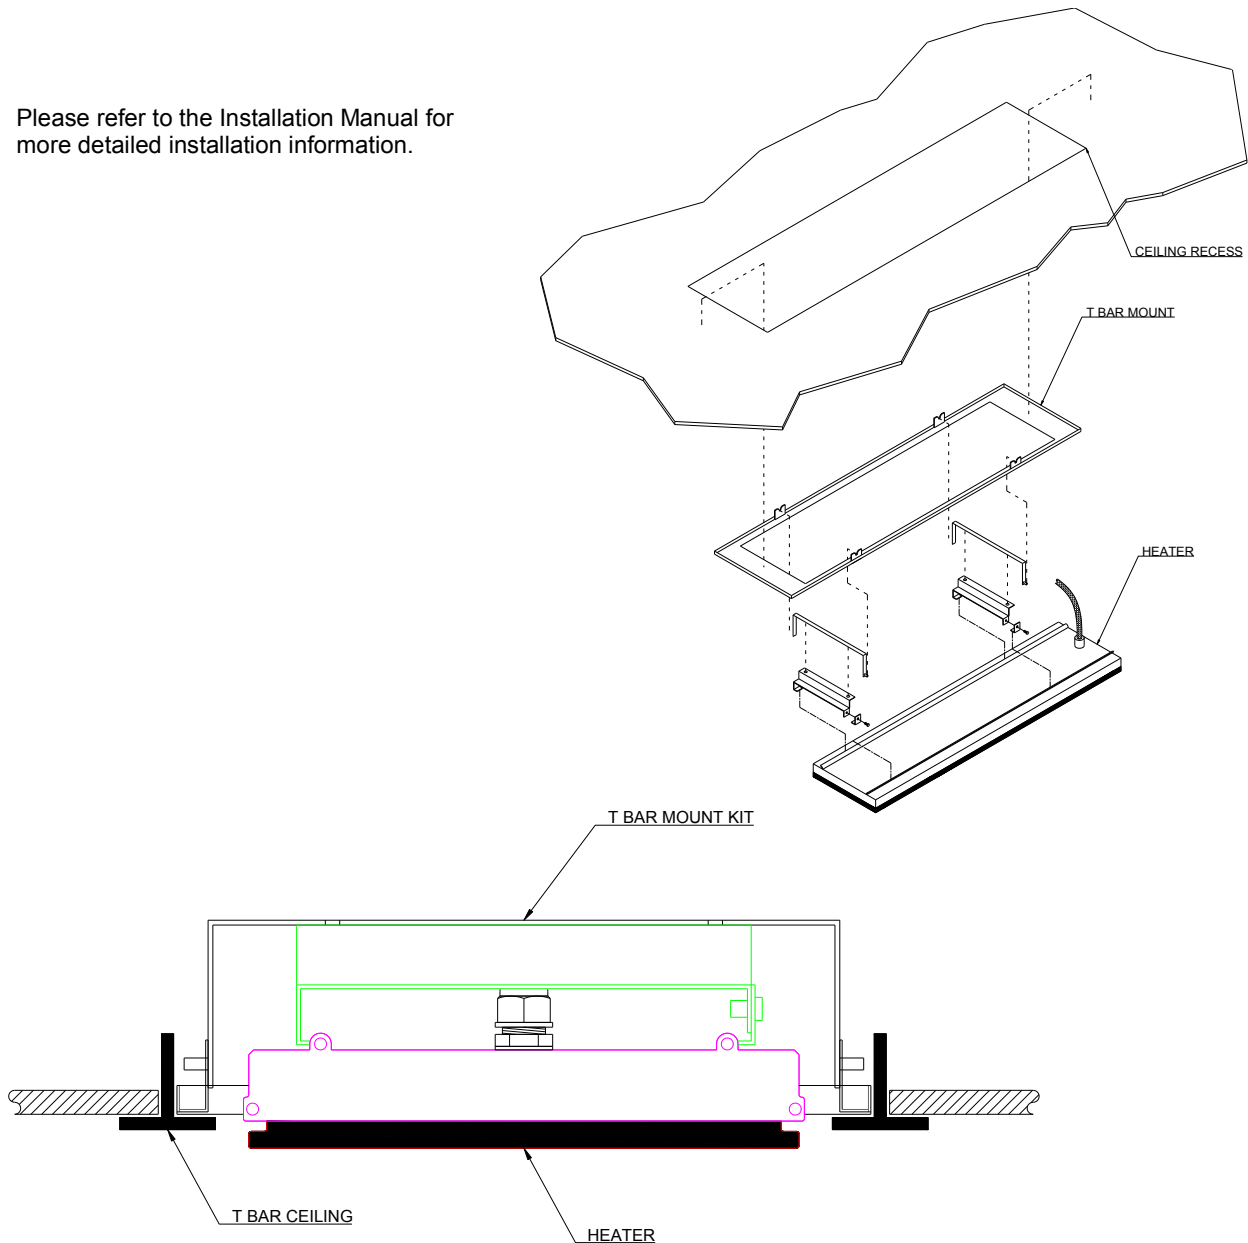 Please refer to the Installation Manual for
more detailed installation information.
CEILING RECESS
T BAR MOUNT
HEATER
T BAR MOUNT KIT
T BAR CEILING
HEATER